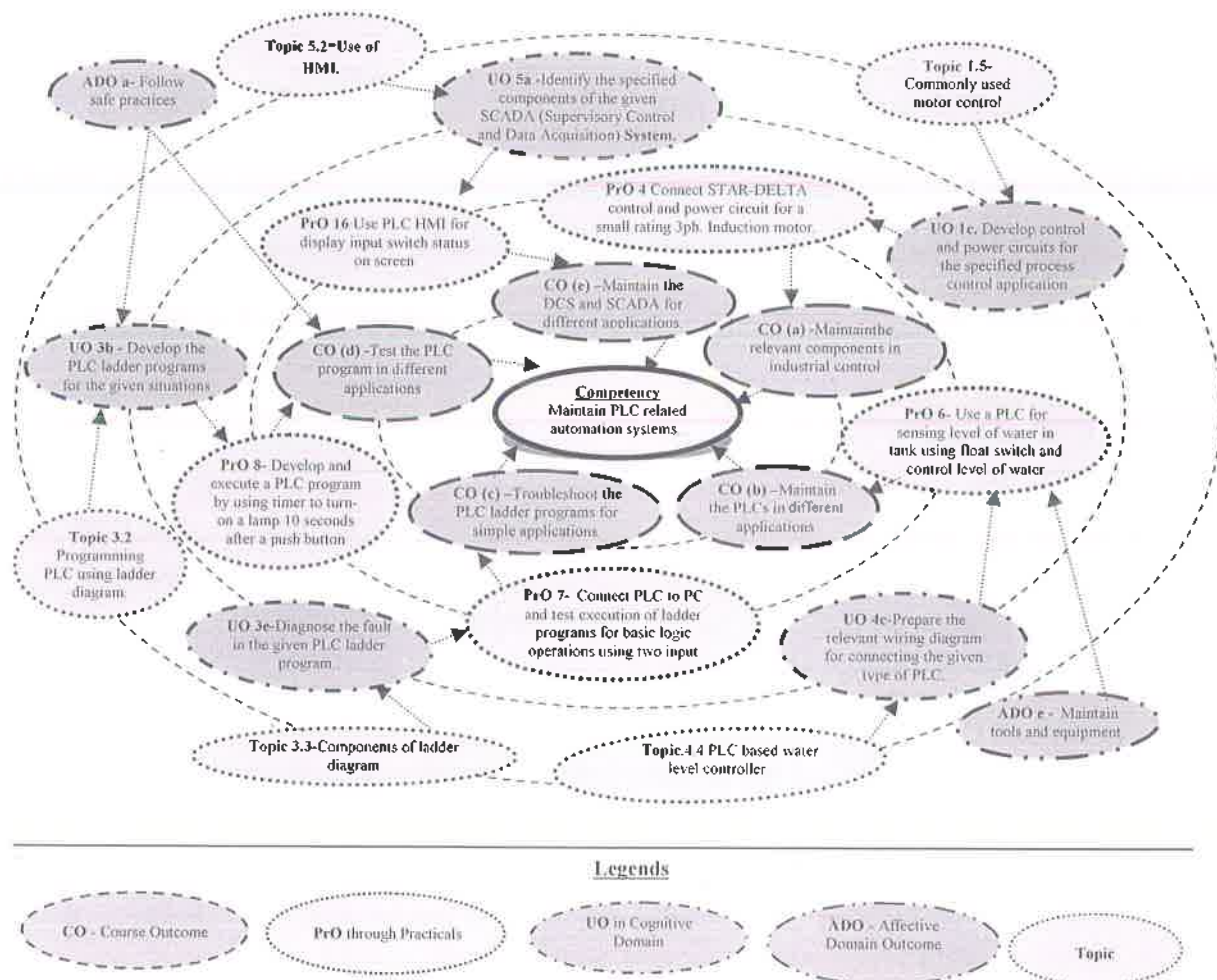 Topic 5.2–Use of
HMI.
ADO a- Follow
safe practices
UO 5a -Identify the specified
components of the given
SCADA (Supervisory Control
and Data Acquisition) System.
Topic 1.5-
Commonly used
motor control
PrO 4 Connect STAR-DELTA
control and power circuit for a
small rating 3ph. Induction motor.
PrO 16 Use PLC HMI for
display input switch status
on screen
UO 1e. Develop control
and power circuits for
the specified process
control application
CO (e) –Maintain the
DCS and SCADA for
different applications
UO 3b - Develop the
PLC ladder programs
for the given situations
CO (d) -Test the PLC
program in different
applications
CO (a) -Maintainthe
relevant components in
industrial control
Competency
Maintain PLC related
automation systems
PrO 6- Use a PLC for
sensing level of water in
tank using float switch and
control level of water
PrO 8- Develop and
execute a PLC program
by using timer to turn-
on a lamp 10 seconds
after a push button
CO (c) -Troubleshoot the
PLC ladder programs for
simple applications
CO (b) –Maintain
the PLCs in different
applications
Topic 3.2
Programming
PLC using ladder
diagram
PrO 7- Connect PLC to PC
and test execution of ladder
programs for basic logic
operations using two input
UO 3e-Diagnose the fault
in the given PLC ladder
program
UO 4c-Prepare the
relevant wiring diagram
for connecting the given
type of PLC.
ADO e - Maintain
tools and equipment
Topic 3.3-Components of ladder
diagram
Topic.4.4 PLC based water
level controller
Legends
CO - Course Outcome
PrO through Practicals
UO in Cognitive
Domain
ADO - Affective
Domain Outcome
Topic